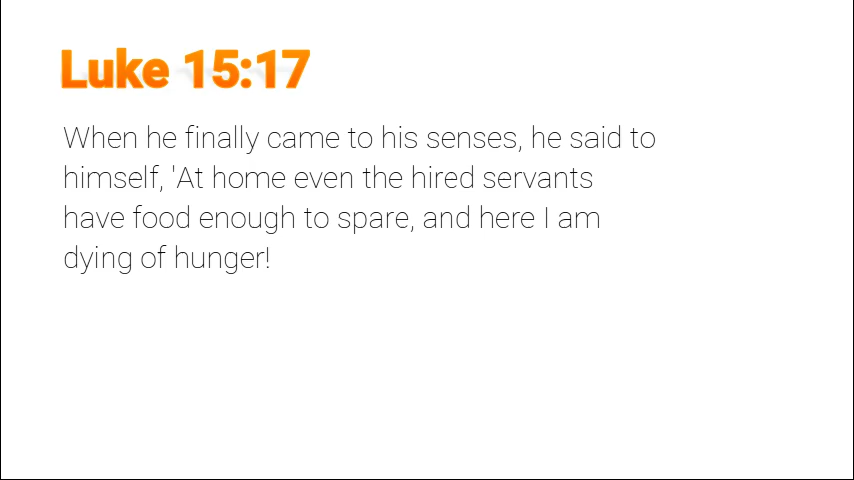 Luke 15:17
When he finally came to his senses, he said to
himself, 'At home even the hired servants
have food enough to spare, and here I am
dying of hunger!